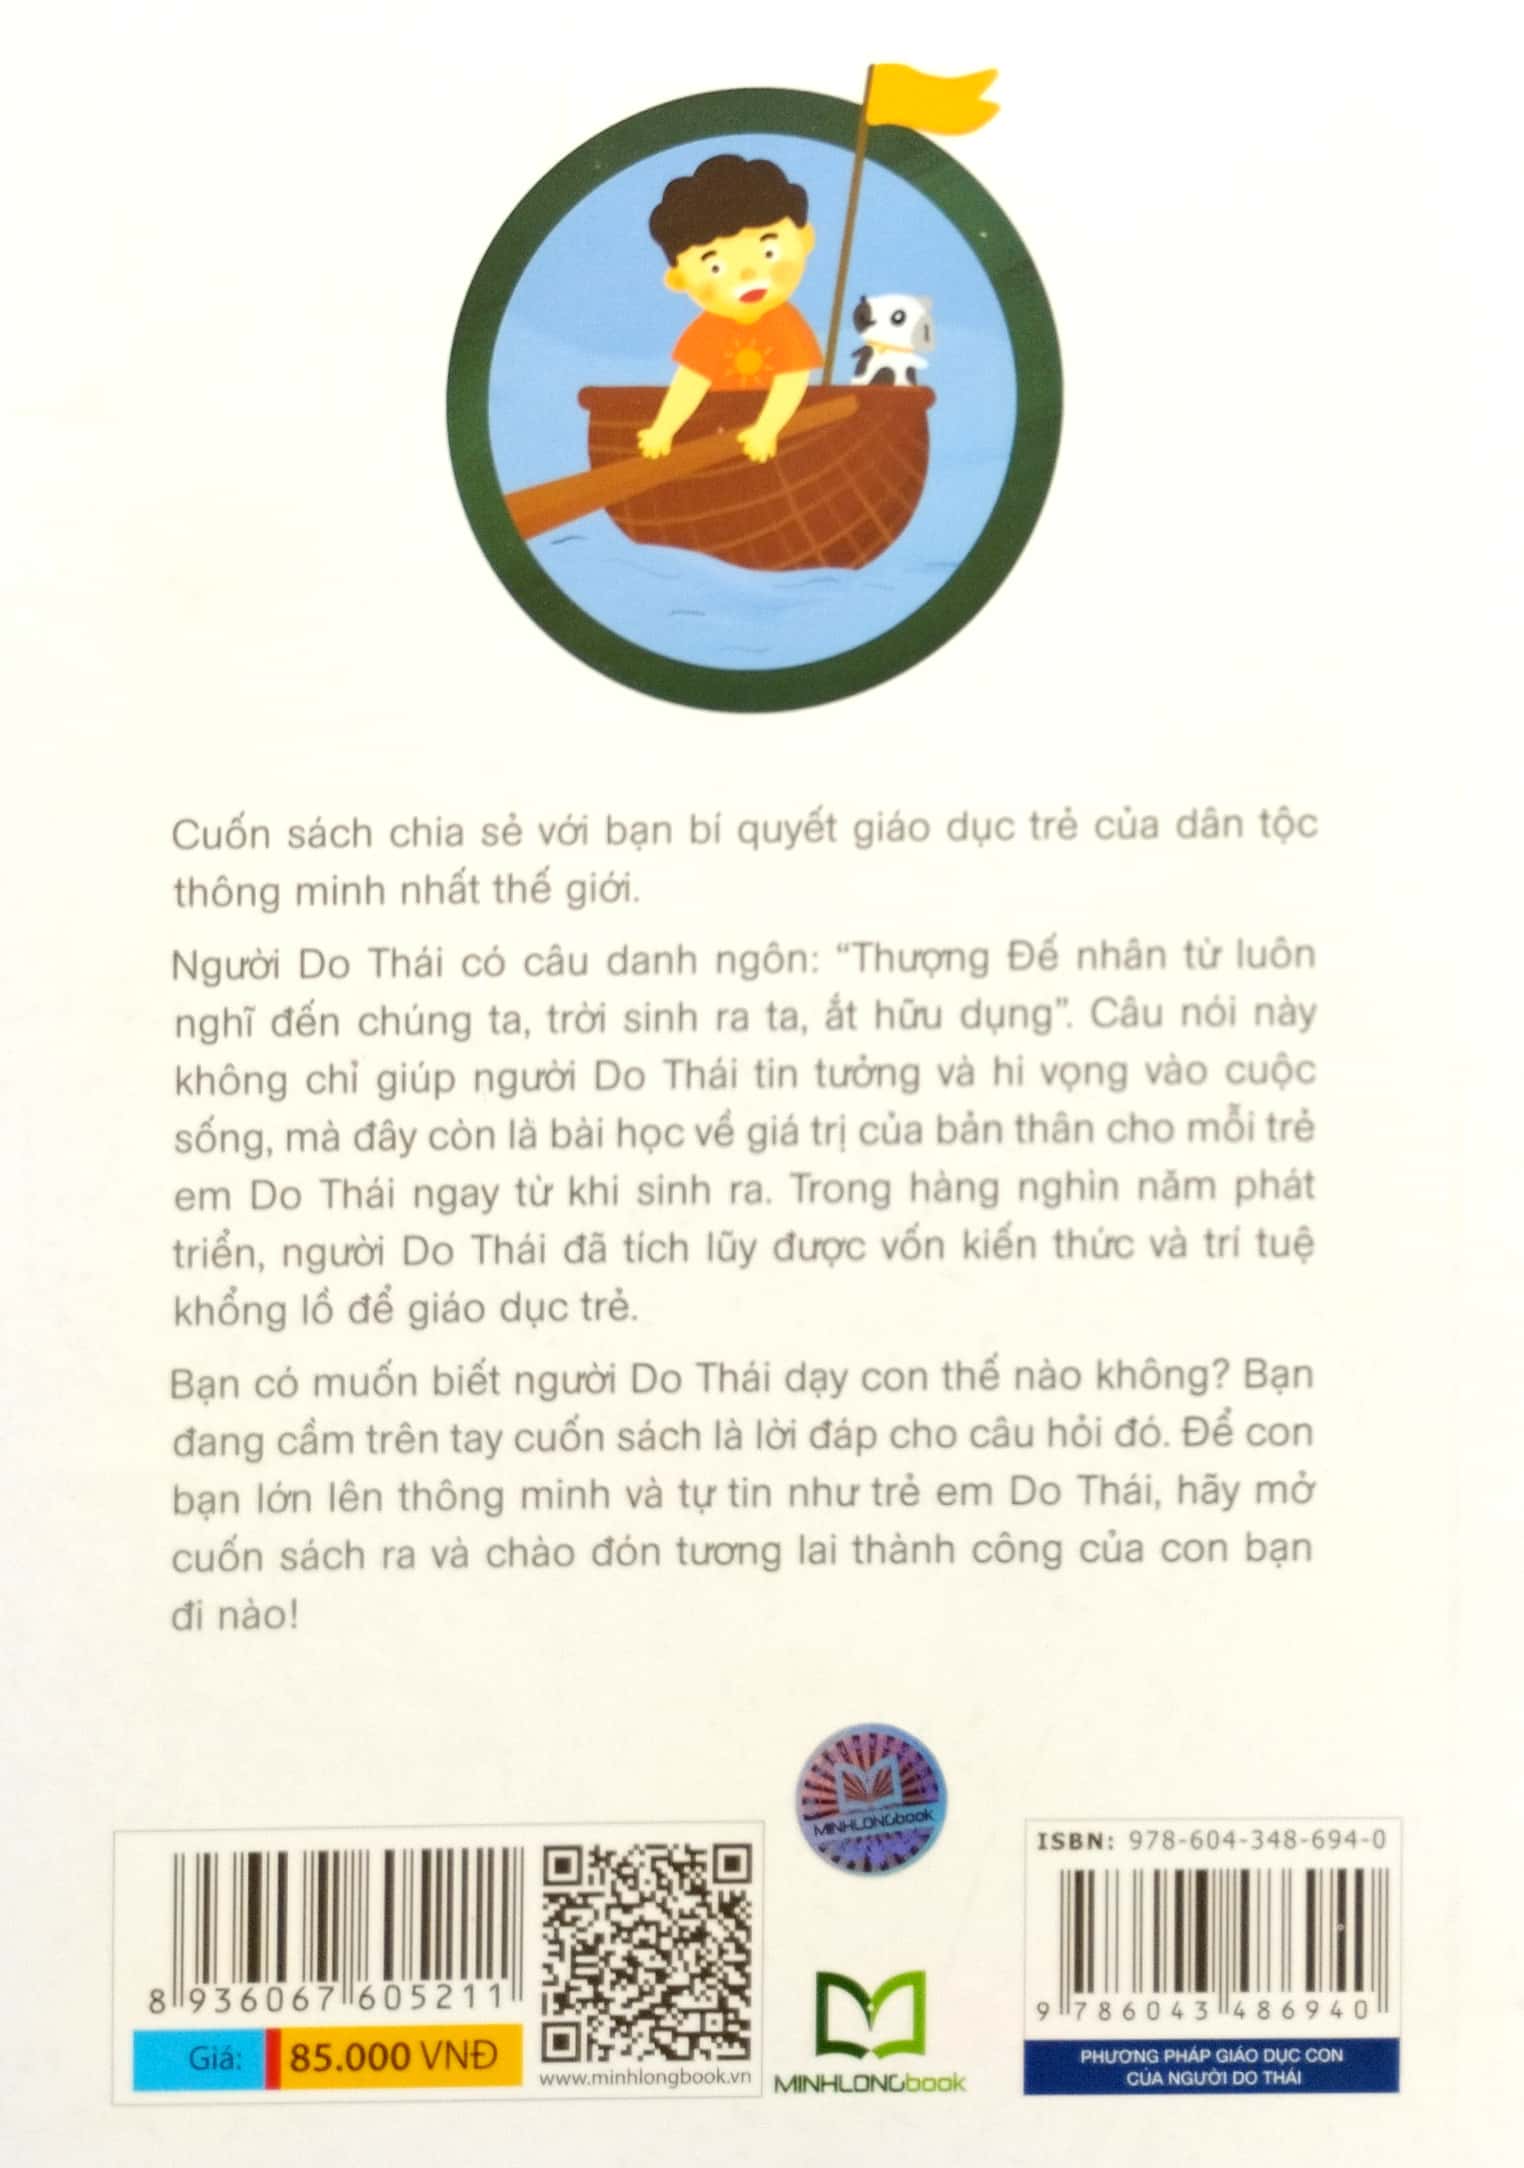 Cuốn sách chia sẻ với bạn bí quyết giáo dục trẻ của dân tộc
thông minh nhất thế giới.
Người Do Thái có câu danh ngôn: “Thượng Đế nhân từ luôn
nghĩ đến chúng ta, trời sinh ra ta, ắt hữu dụng”. Câu nói này
không chỉ giúp người Do Thái tin tưởng và hi vọng vào cuộc
sống, mà đây còn là bài học về giá trị của bản thân cho mỗi trẻ
em Do Thái ngay từ khi sinh ra. Trong hàng nghìn năm phát
triển, người Do Thái đã tích lũy được vốn kiến thức và trí tuệ
khổng lồ để giáo dục trẻ.
Bạn có muốn biết người Do Thái dạy con thế nào không? Bạn
đang cầm trên tay cuốn sách là lời đáp cho câu hỏi đó. Để con
bạn lớn lên thông minh và tự tin như trẻ em Do Thái, hãy mở
cuốn sách ra và chào đón tương lai thành công của con bạn
đi nào!
8 936067 605211
Giá: 85.000 VNĐ
www.minhlongbook.vn
MINHLONGbook
MINHLONGbook
ISBN: 978-604-348-694-0
9 786043 486940
PHƯƠNG PHÁP GIÁO DỤC CON
CỦA NGƯỜI DO THÁI